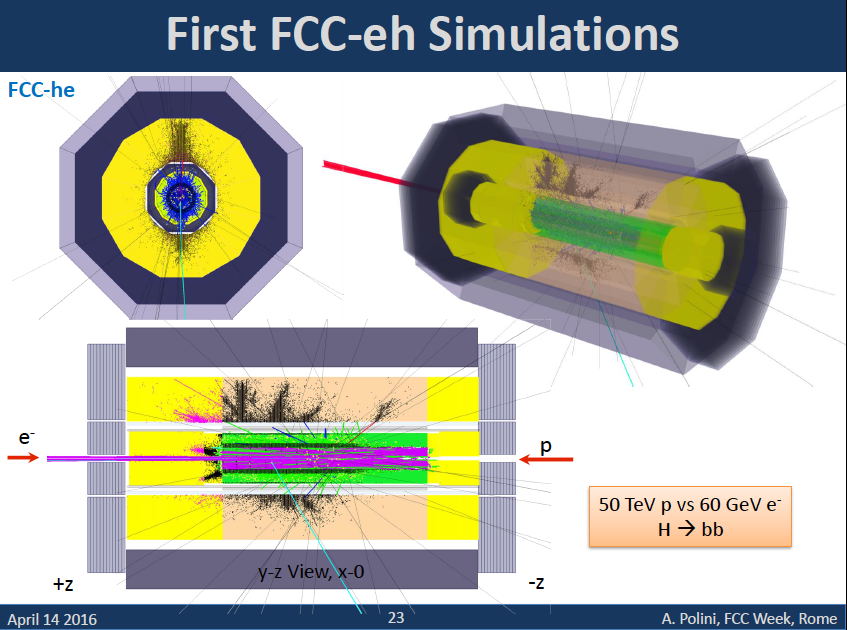 First FCC-eh Simulations
FCC-he
e-
p
50 TeV p vs 60 GeV e-
H → bb
y-z View, x-0
+z
-z
April 14 2016
23
A. Polini, FCC Week, Rome